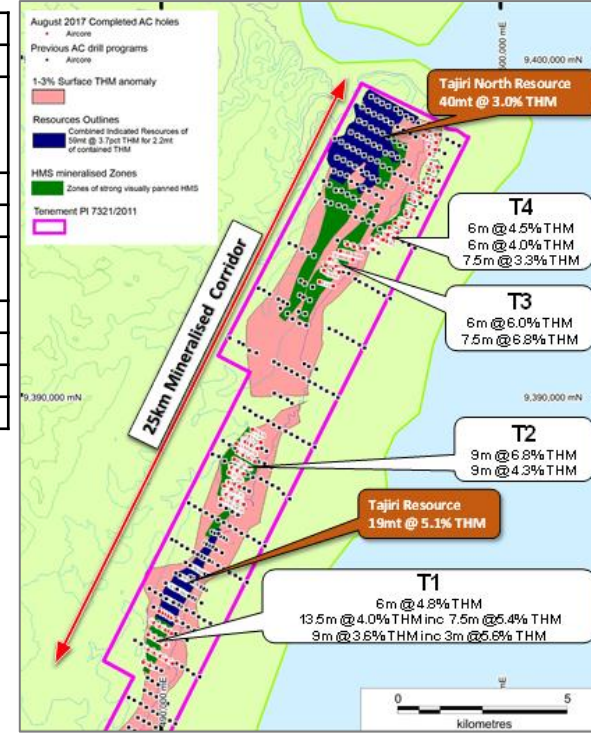 August 2017 Completed AC holes
Aircore
Previous AC drill programs
Aircore
1-3% Surface THM anomaly
Resources Outlines
Combined Indicated Resources of
59mt @ 3.7pct THM for 2.2mt
of contained THM
HMS mineralised Zones
Zones of strong visually panned HMS
Tenement PI 7321/2011
9,400,000 mN
Tajiri North Resource
40mt @ 3.0% THM
T4
6m @4.5%THM
6m @4.0%THM
7.5m @3.3%THM
T3
6m @6.0%THM
7.5m @6.8%THM
25km Mineralised Corridor
9,390,000 mN
9,390,000 mN
T2
9m @6.8%THM
9m @4.3%THM
Tajiri Resource
19mt @ 5.1% THM
T1
6m @4.8%THM
13.5m @4.0%THM inc 7.5m @5.4% THM
9m @3.6%THM inc 3m @5.6% THM
0 5
kilometres